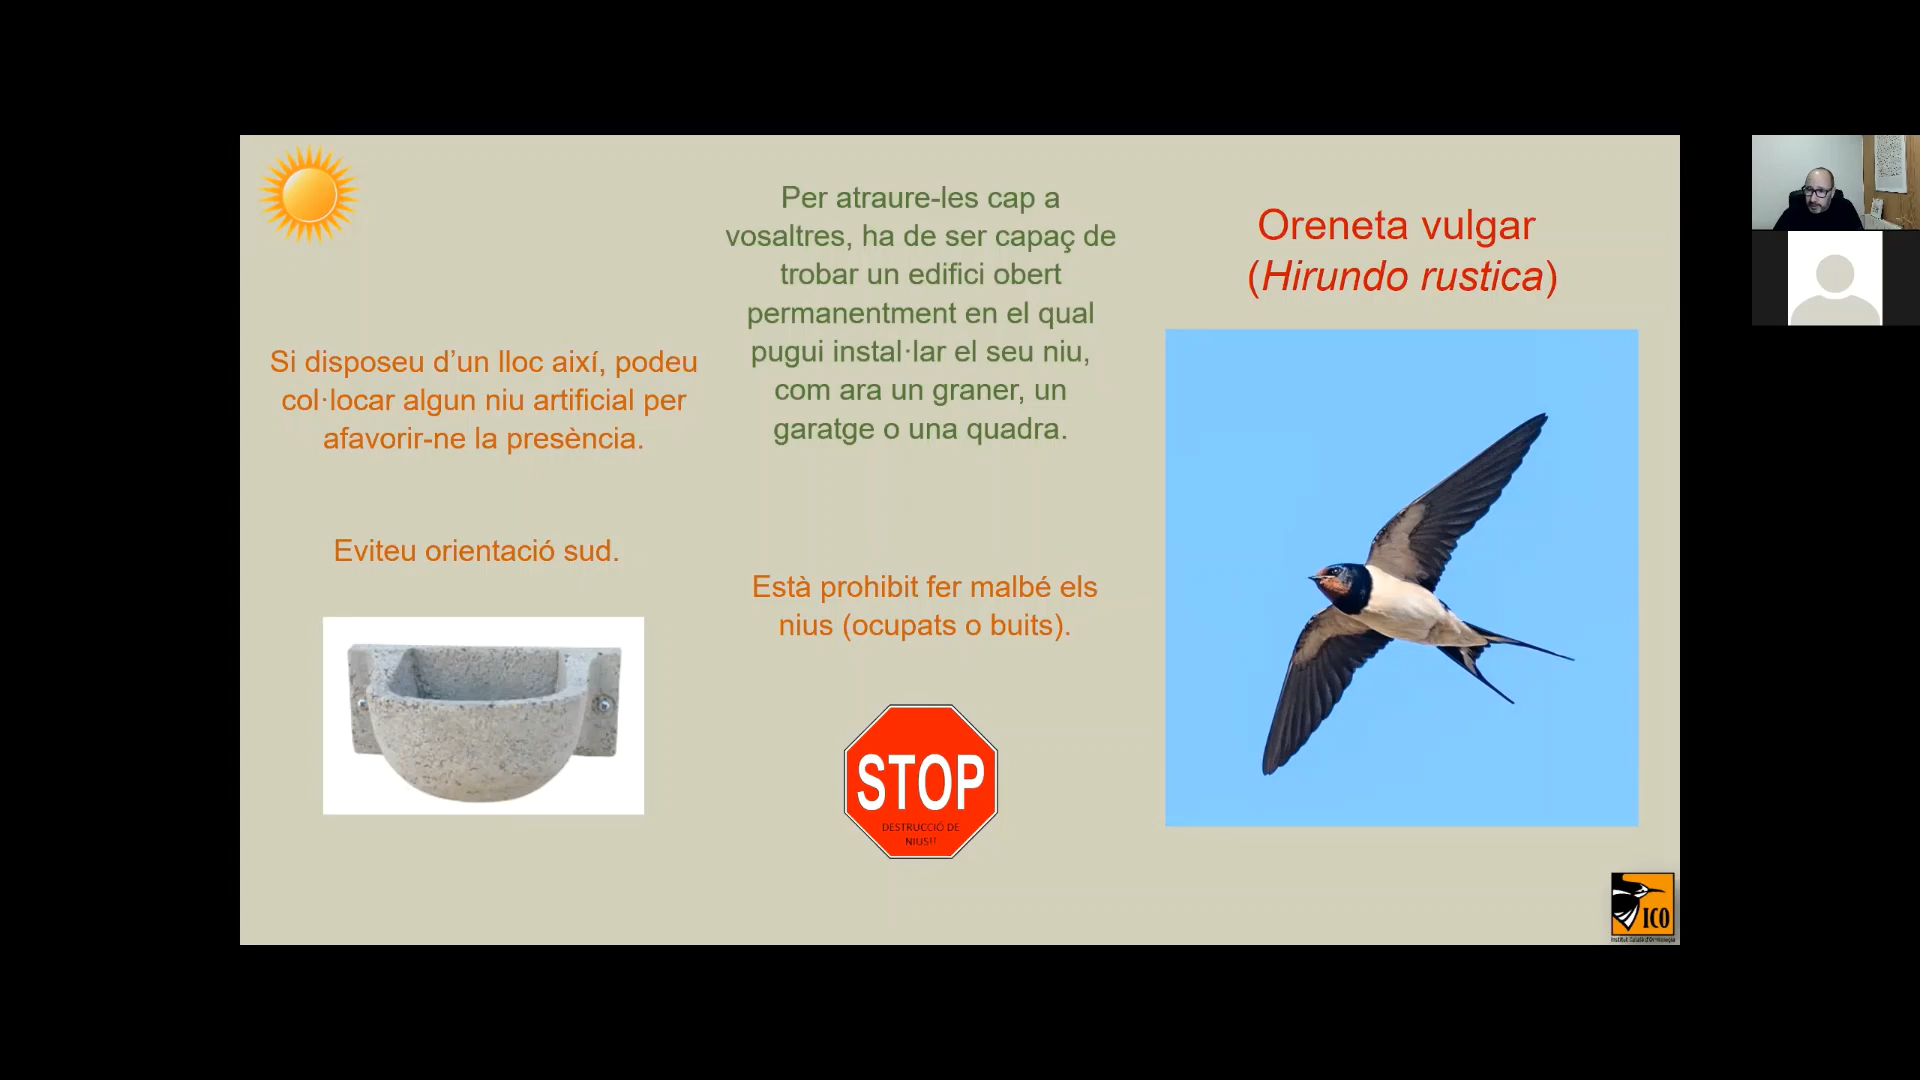 Si disposeu d’un lloc així, podeu
col·locar algun niu artificial per
afavorir-ne la presència.
Eviteu orientació sud.
Per atraure-les cap a
vosaltres, ha de ser capaç de
trobar un edifici obert
permanentment en el qual
pugui instal·lar el seu niu,
com ara un graner, un
garatge o una quadra.
Està prohibit fer malbé els
nius (ocupats o buits).
STOP
DESTRUCCIÓ DE
NIUS!!
Oreneta vulgar
(Hirundo rustica)
ICO
Institut Català d'Ornitologia